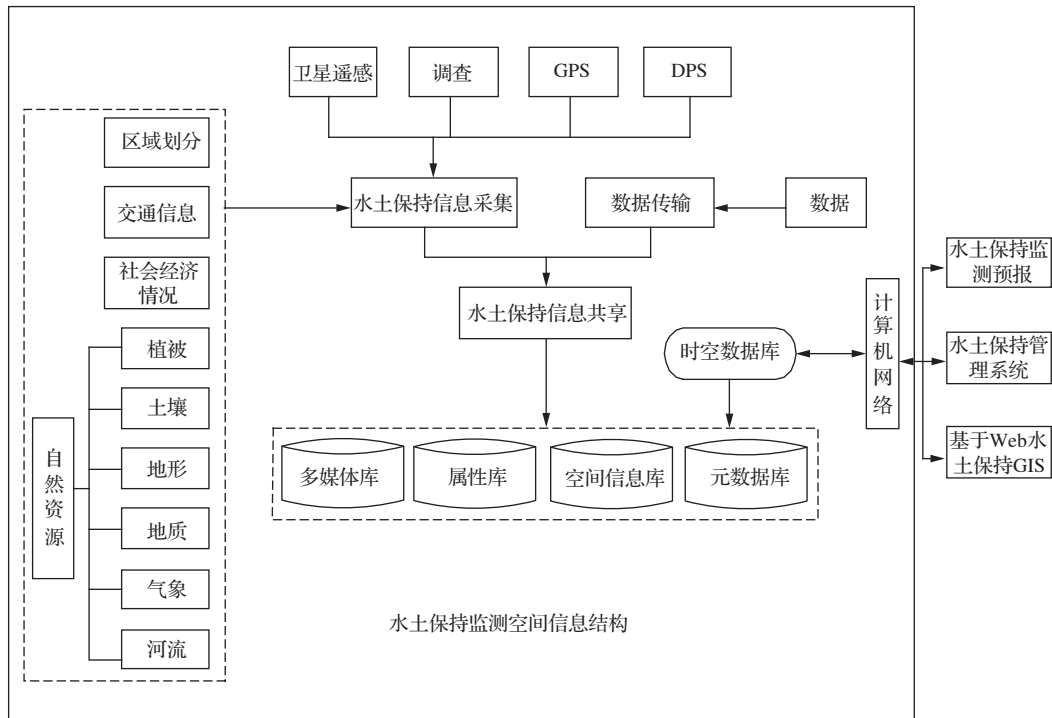 卫星遥感
调查
GPS
DPS
区域划分
交通信息
社会经济
情况
植被
土壤
地形
地质
气象
河流
自然资源
水土保持信息采集
数据传输
数据
水土保持信息共享
时空数据库
计算机网络
水土保持监
测预报
水土保持管
理系统
基于Web水
土保持GIS
多媒体库
属性库
空间信息库
元数据库
水土保持监测空间信息结构